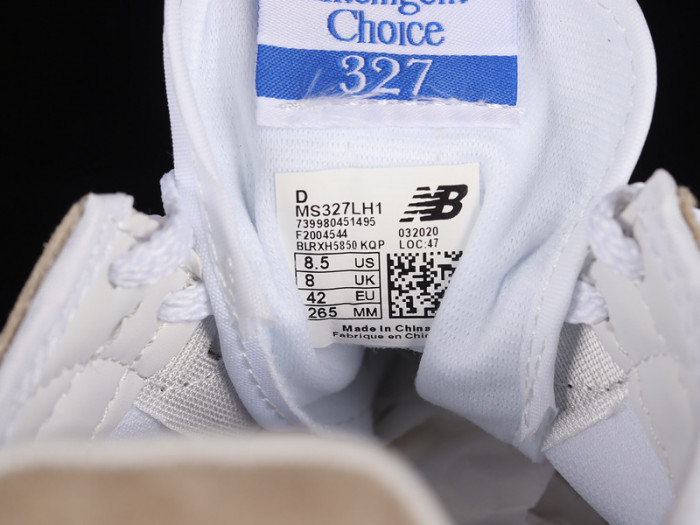 Choice
327
D
MS327LH1
739980451495
F2004544
032020
BLRXH5850 KQP
LOC:47
NB
8.5 US
8 UK
42 EU
265 MM
Made in China
Fabrique en